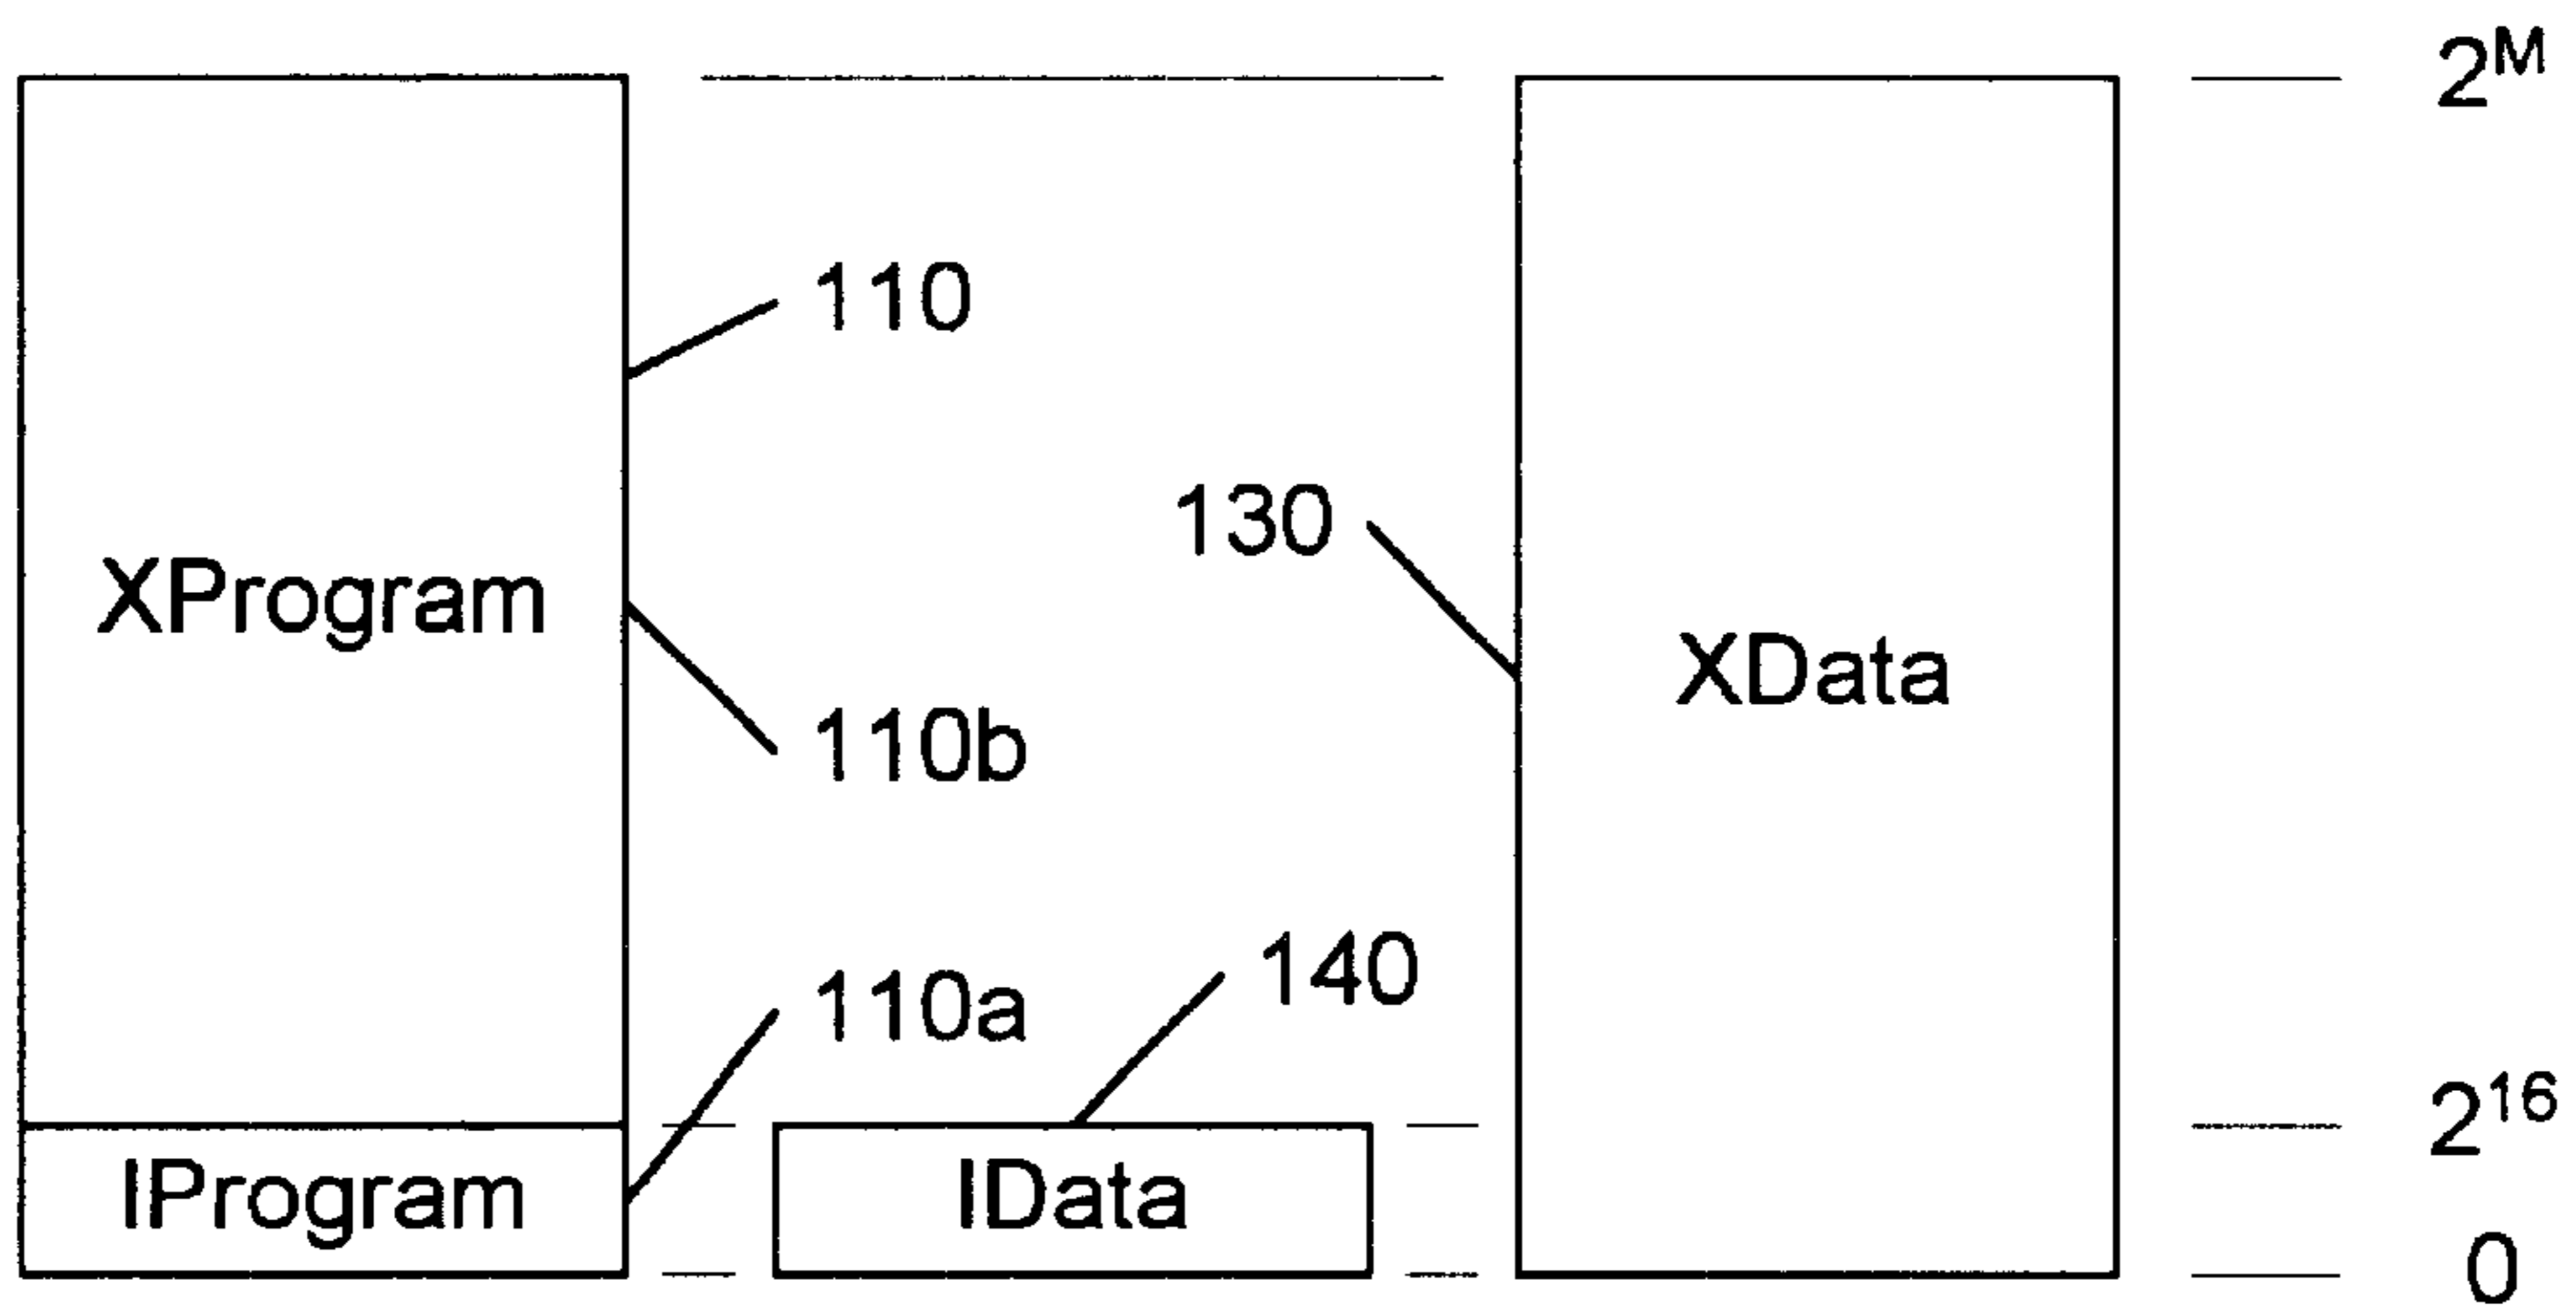 2^M
110
130
XProgram
XData
110b
140
110a
2^16
IProgram
IData
0